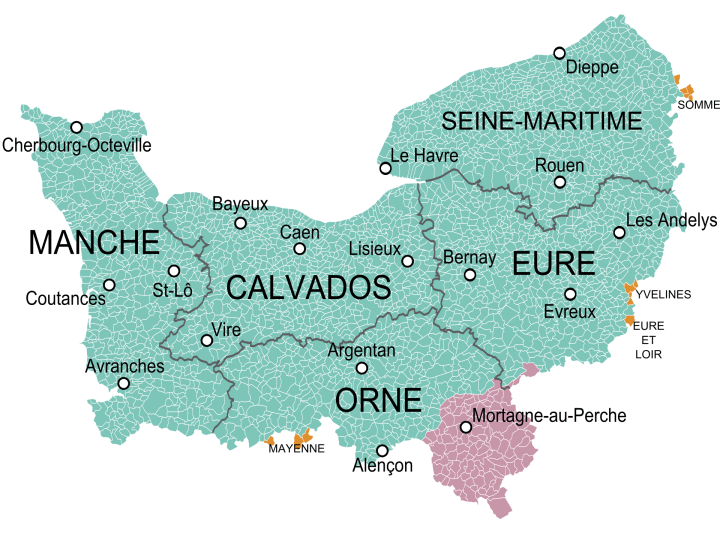 Dieppe
SOMME
SEINE-MARITIME
Cherbourg-Octeville
Le Havre
Rouen
Bayeux
Les Andelys
Caen
MANCHE
Lisieux
Bernay
EURE
St-Lô
CALVADOS
Coutances
YVELINES
Evreux
Vire
EURE
ET
LOIR
Argentan
Avranches
ORNE
Mortagne-au-Perche
MAYENNE
Alençon